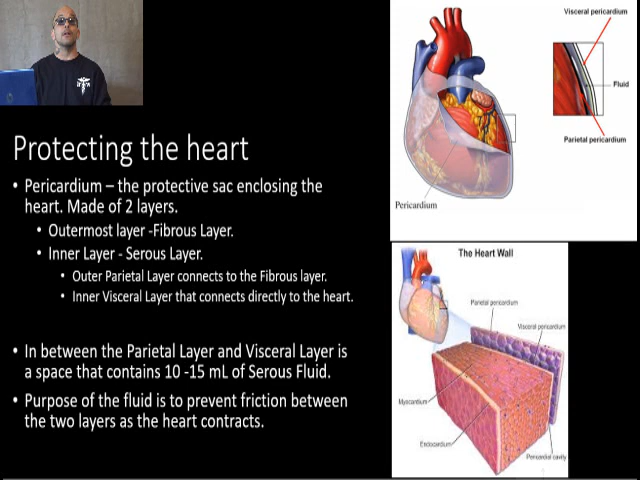 Protecting the heart
• Pericardium – the protective sac enclosing the
heart. Made of 2 layers.
• Outermost layer -Fibrous Layer.
• Inner Layer - Serous Layer.
• Outer Parietal Layer connects to the Fibrous layer.
• Inner Visceral Layer that connects directly to the heart.
• In between the Parietal Layer and Visceral Layer is
a space that contains 10 -15 mL of Serous Fluid.
• Purpose of the fluid is to prevent friction between
the two layers as the heart contracts.
Visceral pericardium
Fluid
Parietal pericardium
Pericardium
The Heart Wall
Parietal pericardium
Visceral pericardium
Myocardium
Endocardium
Pericardial cavity